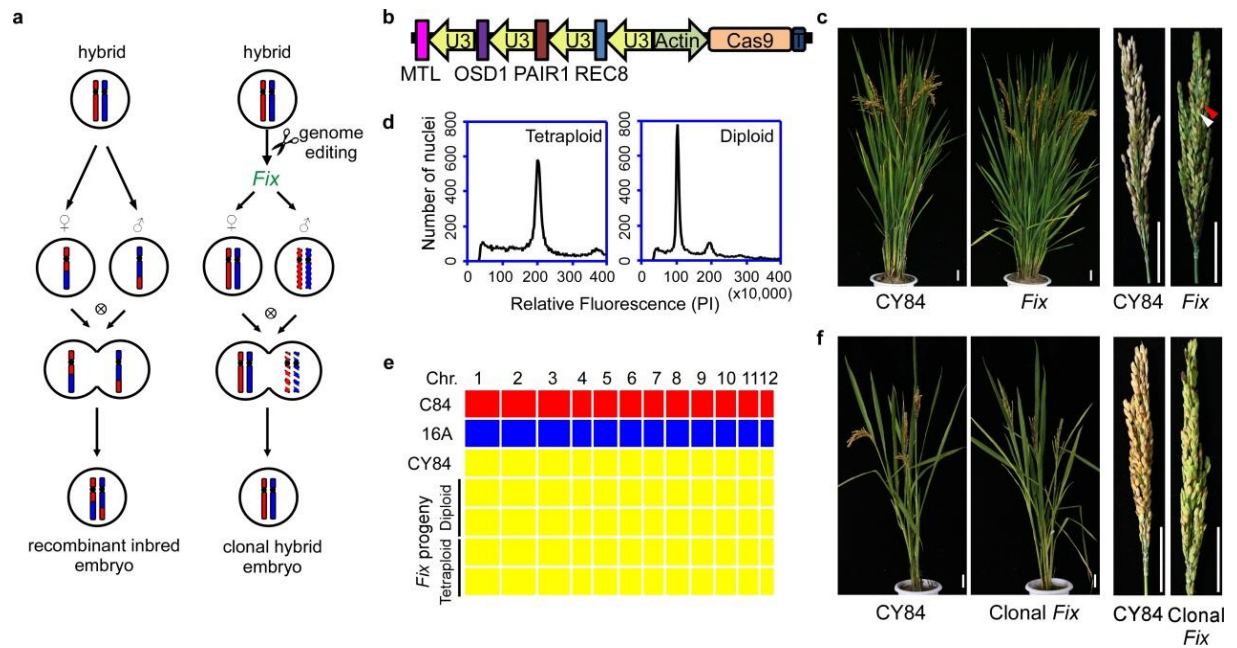 a
hybrid
hybrid
genome
editing
Fix
♀
♂
♀
♂
⊗
⊗
recombinant inbred
embryo
clonal hybrid
embryo
b
U3
U3
U3
U3
Actin
Cas9
T
MTL
OSD1
PAIR1
REC8
c
CY84
Fix
CY84
Fix
d
Number of nuclei
800
600
400
200
0
Tetraploid
0
100
200
300
400
800
600
400
200
0
Diploid
0
100
200
300
400
Relative Fluorescence (PI)
(x10,000)
e
Chr.
1
2
3
4
5
6
7
8
9
10
11
12
C84
16A
CY84
Fix progeny
Diploid
Tetraploid
f
CY84
Clonal Fix
CY84
Clonal
Fix